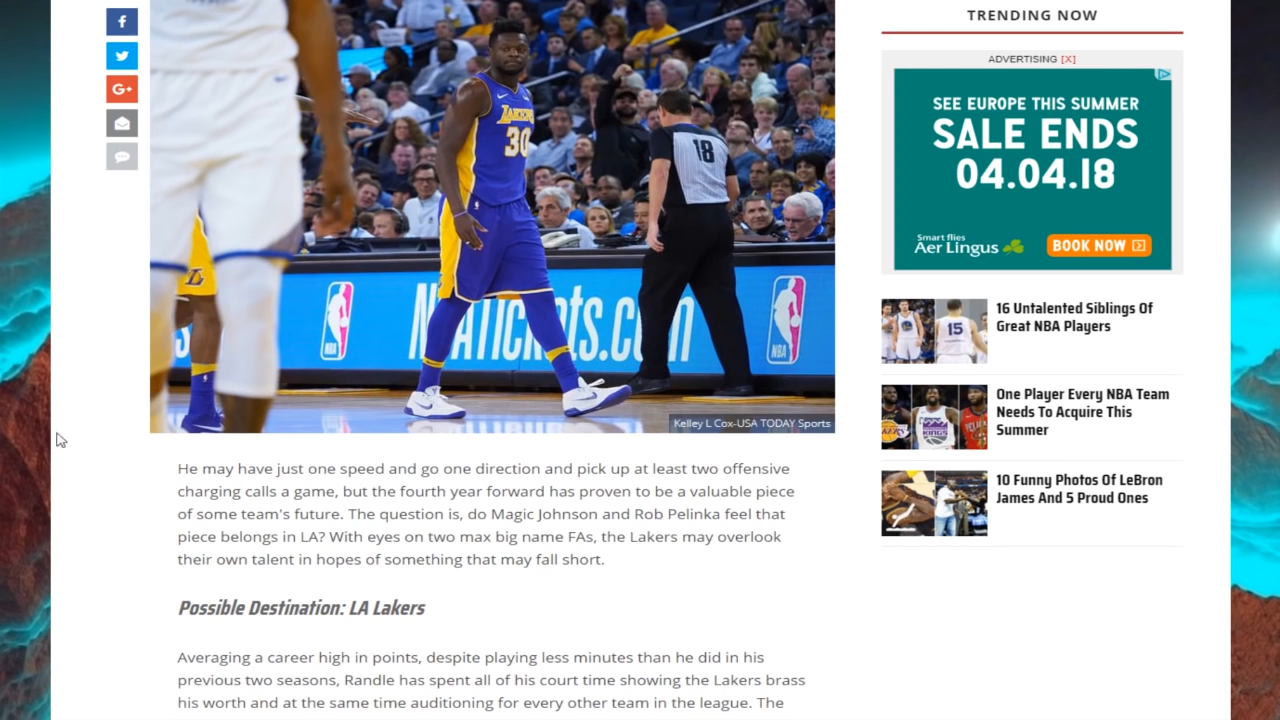 TRENDING NOW
ADVERTISING [X]
SEE EUROPE THIS SUMMER
SALE ENDS
04.04.18
Smart flies
Aer Lingus
BOOK NOW
16 Untalented Siblings Of
Great NBA Players
One Player Every NBA Team
Needs To Acquire This
Summer
10 Funny Photos Of LeBron
James And 5 Proud Ones
f
G+
LAKERS
30
18
NBA
NBATICKETS.COM
NBA
L
15
KINGS
Kelley L Cox-USA TODAY Sports
He may have just one speed and go one direction and pick up at least two offensive
charging calls a game, but the fourth year forward has proven to be a valuable piece
of some team's future. The question is, do Magic Johnson and Rob Pelinka feel that
piece belongs in LA? With eyes on two max big name FAs, the Lakers may overlook
their own talent in hopes of something that may fall short.
Possible Destination: LA Lakers
Averaging a career high in points, despite playing less minutes than he did in his
previous two seasons, Randle has spent all of his court time showing the Lakers brass
his worth and at the same time auditioning for every other team in the league. The